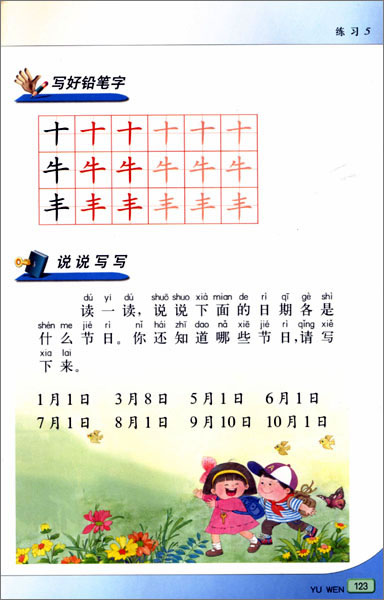 练习 5
写好铅笔字
十 十 十 十 十 十
牛 牛 牛 牛 牛 牛
丰 丰 丰 丰 丰 丰
说说写写
dú yi dú shuō shuo xià mian de rì qī gè shì
读一读，说说下面的日期各是
shén me jié rì nǐ hái zhī dao nǎ xiē jié rì qǐng xiě
什么节日。你还知道哪些节日，请写
xia lai
下来。
1月1日 3月8日 5月1日 6月1日
7月1日 8月1日 9月10日 10月1日
YU WEN 123